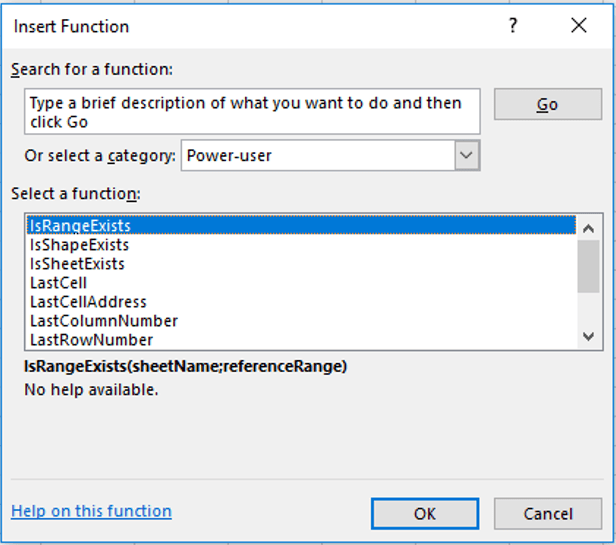 Insert Function
?
Search for a function:
Type a brief description of what you want to do and then
click Go
Go
Or select a category: Power-user
Select a function:
IsRangeExists
IsShapeExists
IsSheetExists
LastCell
LastCellAddress
LastColumnNumber
LastRowNumber
IsRangeExists(sheetName;referenceRange)
No help available.
Help on this function
OK
Cancel